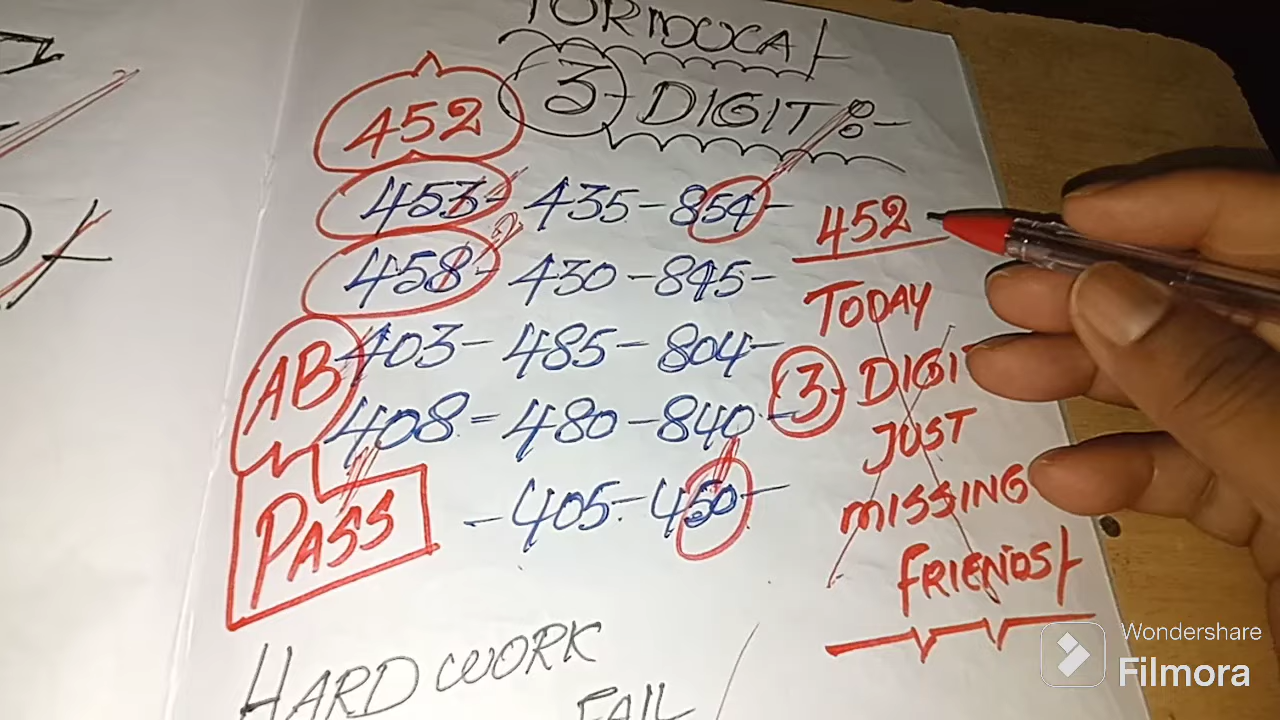 3 DIGIT :-
452
453 - 435 - 854 -
458 - 430 - 845 -
403 - 485 - 804 -
408 = 480 - 840 -
- 405 - 450 -
AB
PASS
452
TODAY
3 DIGIT
JUST
MISSING
FRIENDS
HARD WORK
FAIL
Wondershare
Filmora